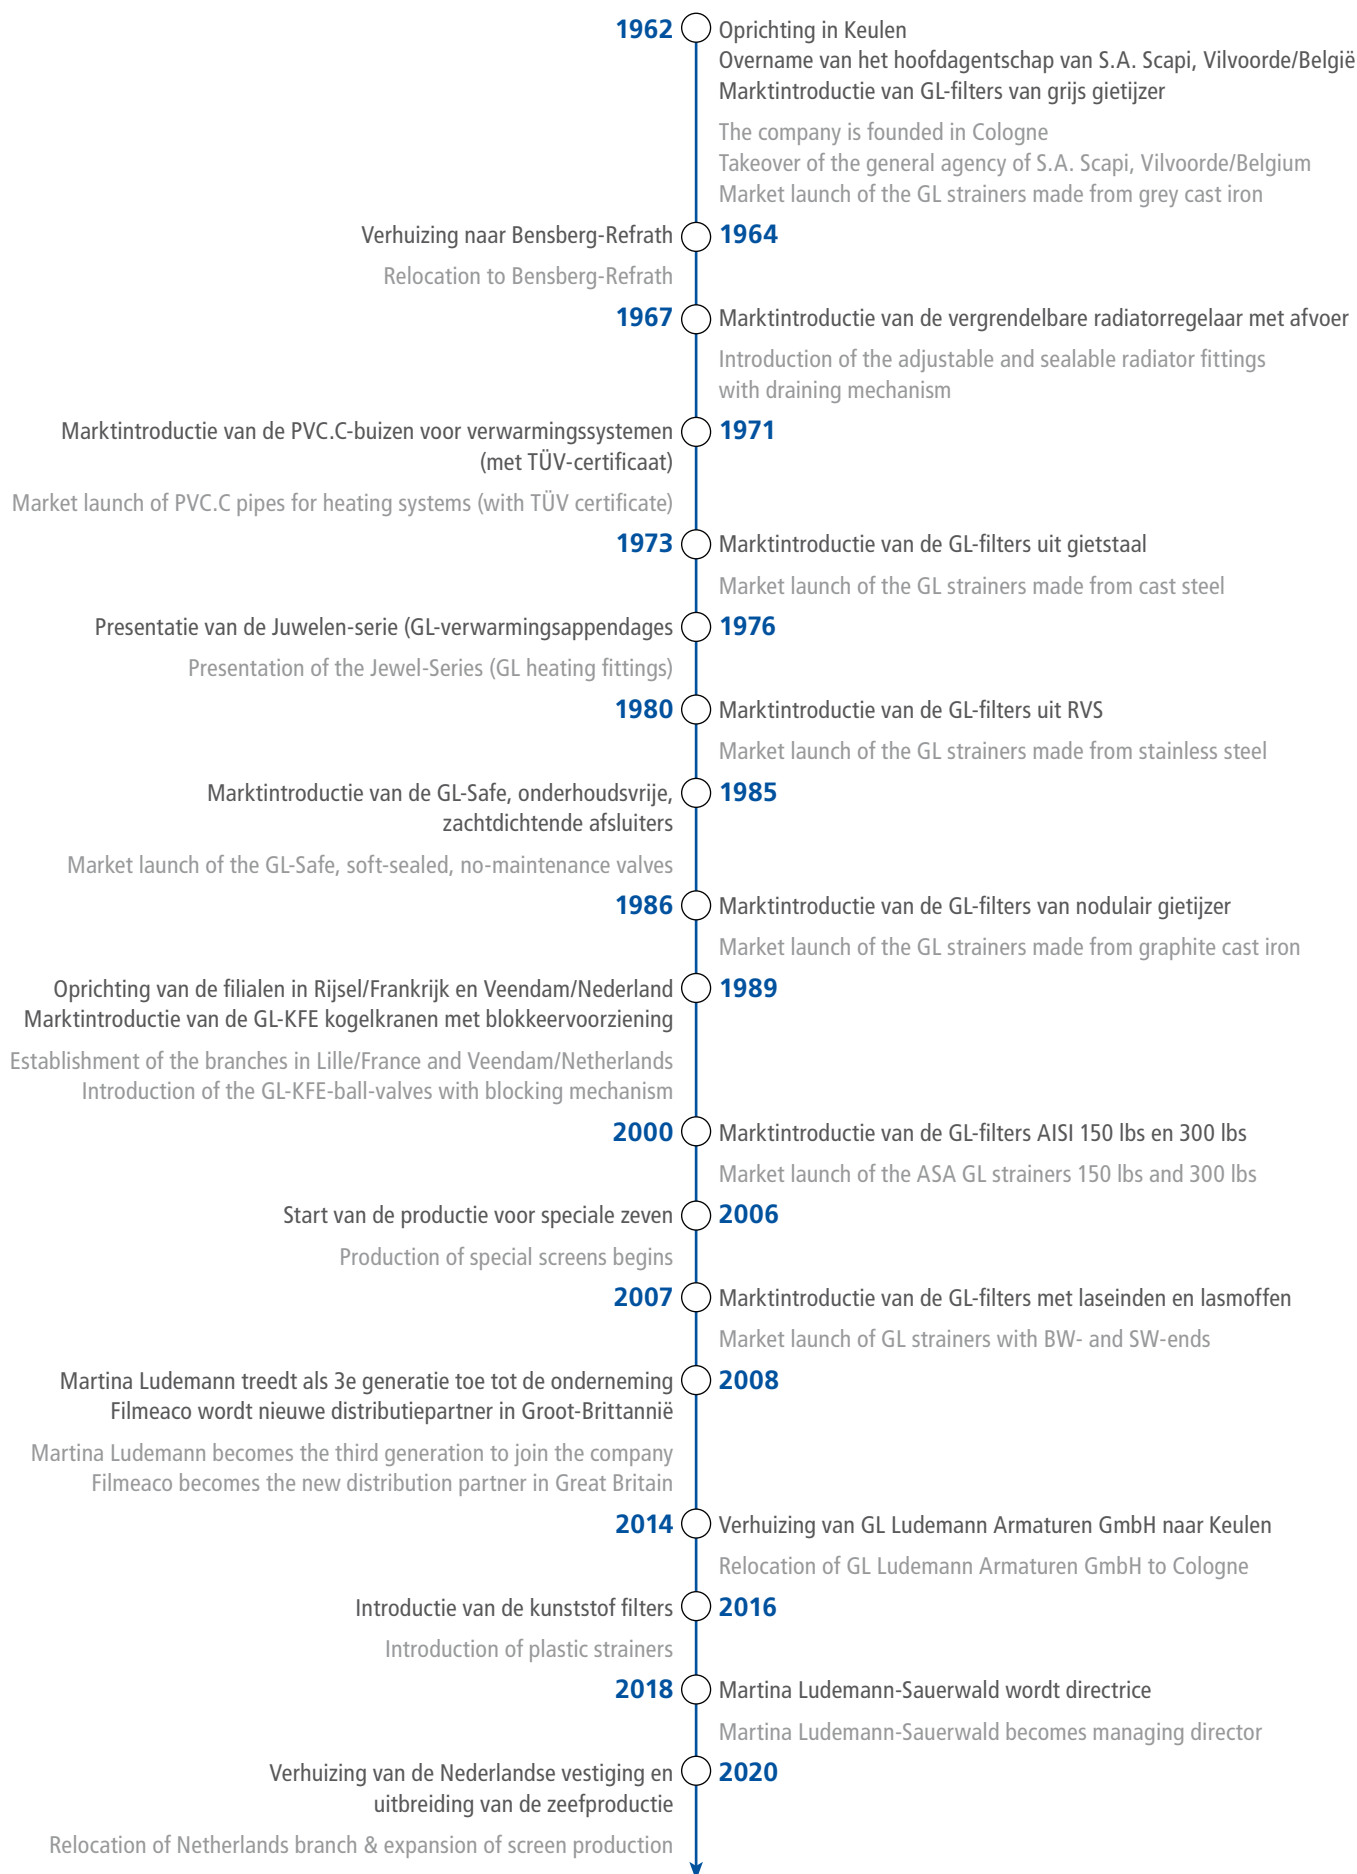 1962
Oprichting in Keulen
Overname van het hoofdagentschap van S.A. Scapi, Vilvoorde/België
Marktintroductie van GL-filters van grijs gietijzer
The company is founded in Cologne
Takeover of the general agency of S.A. Scapi, Vilvoorde/Belgium
Market launch of the GL strainers made from grey cast iron
1964
Verhuizing naar Bensberg-Refrath
Relocation to Bensberg-Refrath
1967
Marktintroductie van de vergrendelbare radiatorregelaar met afvoer
Introduction of the adjustable and sealable radiator fittings
with draining mechanism
1971
Marktintroductie van de PVC.C-buizen voor verwarmingssystemen
(met TÜV-certificaat)
Market launch of PVC.C pipes for heating systems (with TÜV certificate)
1973
Marktintroductie van de GL-filters uit gietstaal
Market launch of the GL strainers made from cast steel
1976
Presentatie van de Juwelen-serie (GL-verwarmingsappendages
Presentation of the Jewel-Series (GL heating fittings)
1980
Marktintroductie van de GL-filters uit RVS
Market launch of the GL strainers made from stainless steel
1985
Marktintroductie van de GL-Safe, onderhoudsvrije,
zachtdichtende afsluiters
Market launch of the GL-Safe, soft-sealed, no-maintenance valves
1986
Marktintroductie van de GL-filters van nodulair gietijzer
Market launch of the GL strainers made from graphite cast iron
1989
Oprichting van de filialen in Rijsel/Frankrijk en Veendam/Nederland
Marktintroductie van de GL-KFE kogelkranen met blokkeervoorziening
Establishment of the branches in Lille/France and Veendam/Netherlands
Introduction of the GL-KFE-ball-valves with blocking mechanism
2000
Marktintroductie van de GL-filters AISI 150 lbs en 300 lbs
Market launch of the ASA GL strainers 150 lbs and 300 lbs
2006
Start van de productie voor speciale zeven
Production of special screens begins
2007
Marktintroductie van de GL-filters met laseinden en lasmoffen
Market launch of GL strainers with BW- and SW-ends
2008
Martina Ludemann treedt als 3e generatie toe tot de onderneming
Filmeaco wordt nieuwe distributiepartner in Groot-Brittannië
Martina Ludemann becomes the third generation to join the company
Filmeaco becomes the new distribution partner in Great Britain
2014
Verhuizing van GL Ludemann Armaturen GmbH naar Keulen
Relocation of GL Ludemann Armaturen GmbH to Cologne
2016
Introductie van de kunststof filters
Introduction of plastic strainers
2018
Martina Ludemann-Sauerwald wordt directrice
Martina Ludemann-Sauerwald becomes managing director
2020
Verhuizing van de Nederlandse vestiging en
uitbreiding van de zeefproductie
Relocation of Netherlands branch & expansion of screen production